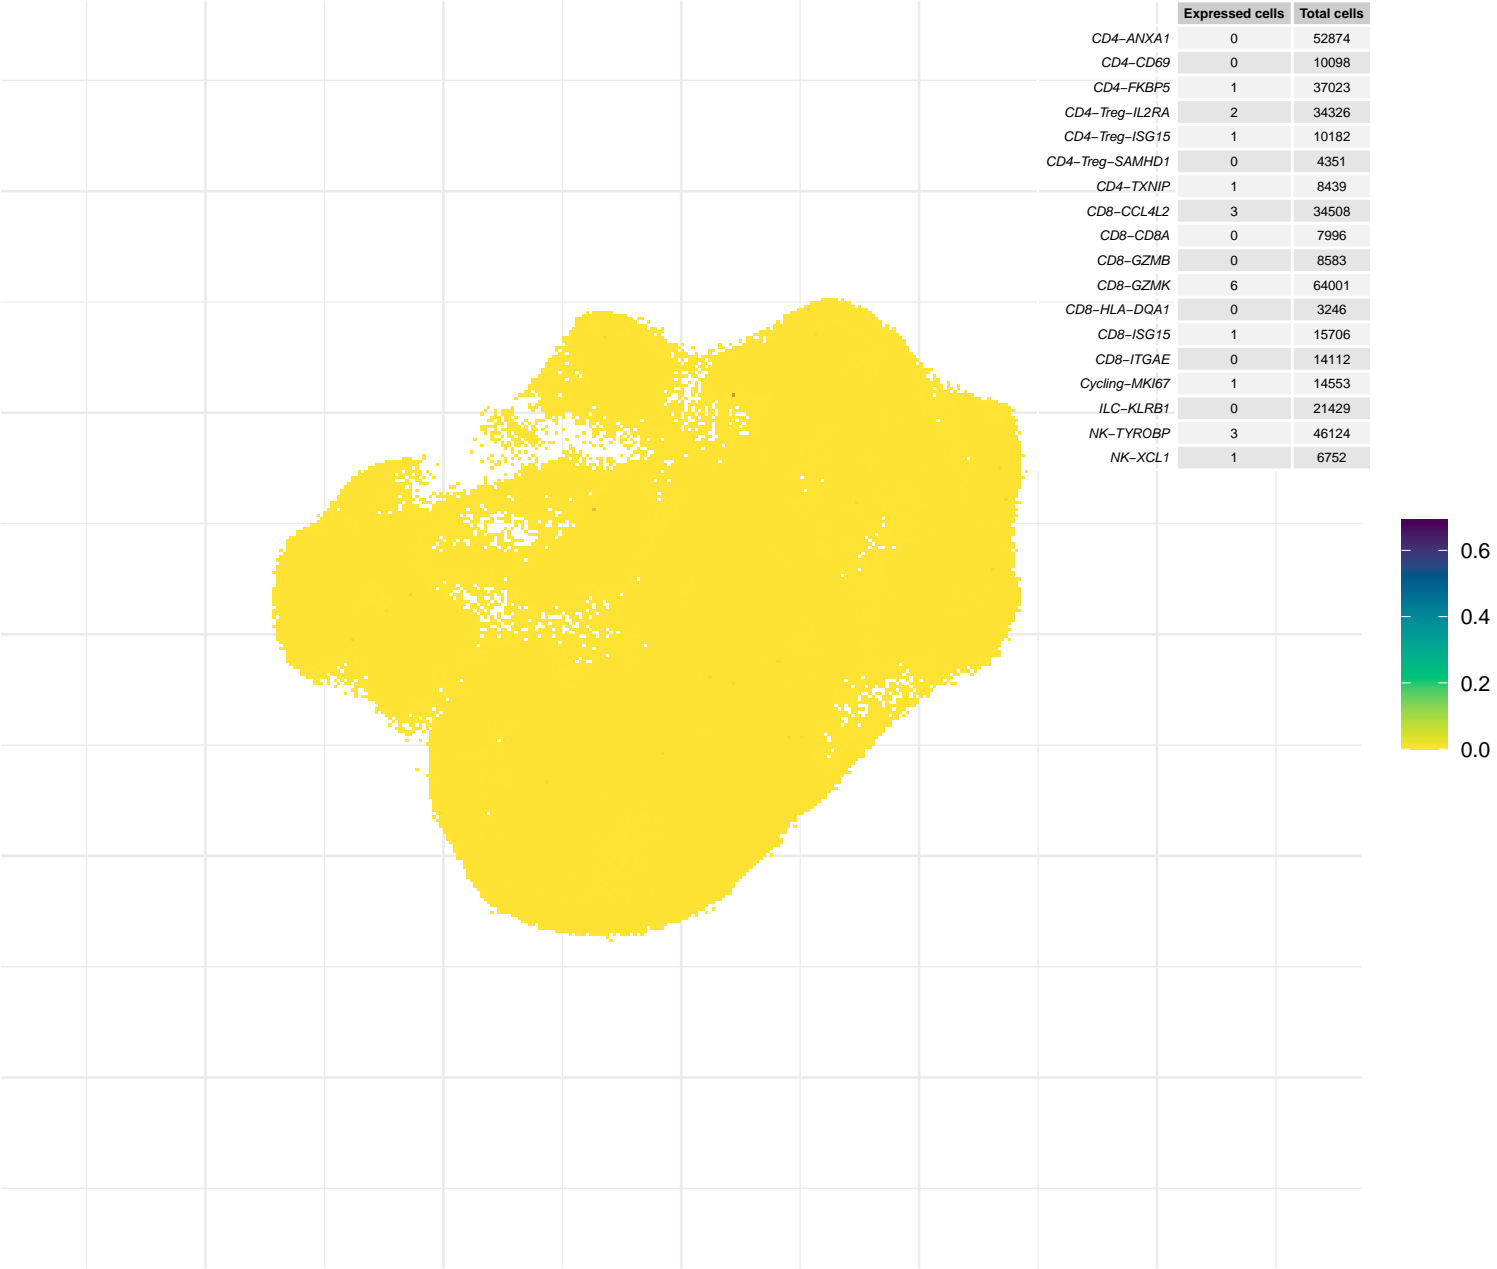 Expressed cells Total cells
CD4−ANXA1 0 52874
CD4−CD69 0 10098
CD4−FKBP5 1 37023
CD4−Treg−IL2RA 2 34326
CD4−Treg−ISG15 1 10182
CD4−Treg−SAMHD1 0 4351
CD4−TXNIP 1 8439
CD8−CCL4L2 3 34508
CD8−CD8A 0 7996
CD8−GZMB 0 8583
CD8−GZMK 6 64001
CD8−HLA−DQA1 0 3246
CD8−ISG15 1 15706
CD8−ITGAE 0 14112
Cycling−MKI67 1 14553
ILC−KLRB1 0 21429
NK−TYROBP 3 46124
NK−XCL1 1 6752
0.6
0.4
0.2
0.0